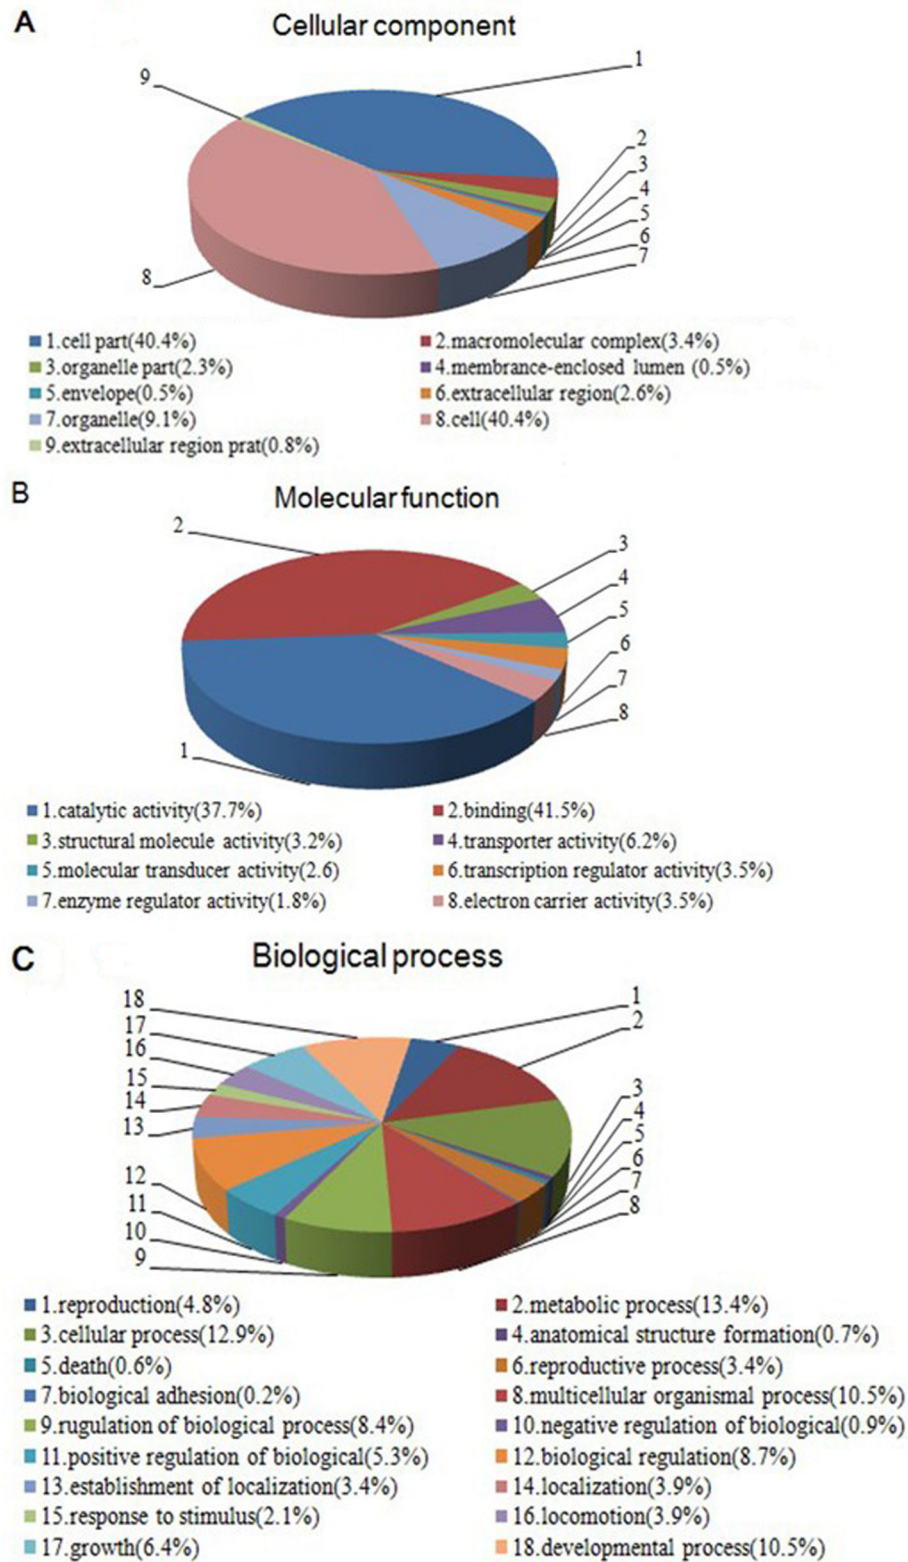 A
Cellular component
9
1
2
3
4
5
6
7
8
1.cell part(40.4%)
2.macromolecular complex(3.4%)
3.organelle part(2.3%)
4.membrance-enclosed lumen (0.5%)
5.envelope(0.5%)
6.extracellular region(2.6%)
7.organelle(9.1%)
8.cell(40.4%)
9.extracellular region prat(0.8%)
B
Molecular function
2
3
4
5
6
7
8
1
1.catalytic activity(37.7%)
2.binding(41.5%)
3.structural molecule activity(3.2%)
4.transporter activity(6.2%)
5.molecular transducer activity(2.6)
6.transcription regulator activity(3.5%)
7.enzyme regulator activity(1.8%)
8.electron carrier activity(3.5%)
C
Biological process
18
1
17
2
16
15
3
14
4
13
5
6
12
7
11
8
10
9
1.reproduction(4.8%)
2.metabolic process(13.4%)
3.cellular process(12.9%)
4.anatomical structure formation(0.7%)
5.death(0.6%)
6.reproductive process(3.4%)
7.biological adhesion(0.2%)
8.multicellular organismal process(10.5%)
9.rugulation of biological process(8.4%)
10.negative regulation of biological(0.9%)
11.positive regulation of biological(5.3%)
12.biological regulation(8.7%)
13.establishment of localization(3.4%)
14.localization(3.9%)
15.response to stimulus(2.1%)
16.locomotion(3.9%)
17.growth(6.4%)
18.developmental process(10.5%)